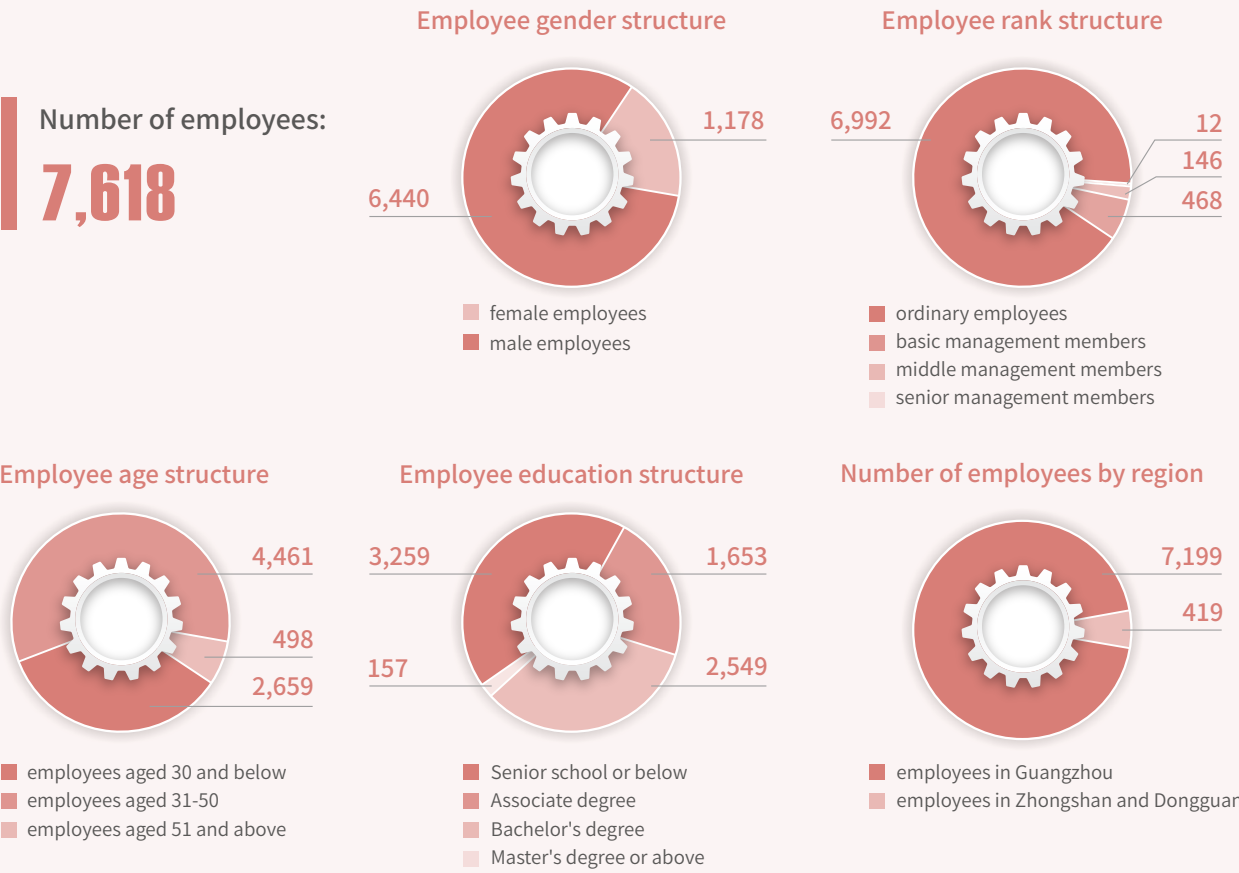 Number of employees:
7,618
Employee gender structure
1,178
6,440
female employees
male employees
Employee rank structure
6,992
12
146
468
ordinary employees
basic management members
middle management members
senior management members
Employee age structure
4,461
498
2,659
employees aged 30 and below
employees aged 31-50
employees aged 51 and above
Employee education structure
3,259
1,653
157
2,549
Senior school or below
Associate degree
Bachelor's degree
Master's degree or above
Number of employees by region
7,199
419
employees in Guangzhou
employees in Zhongshan and Dongguan